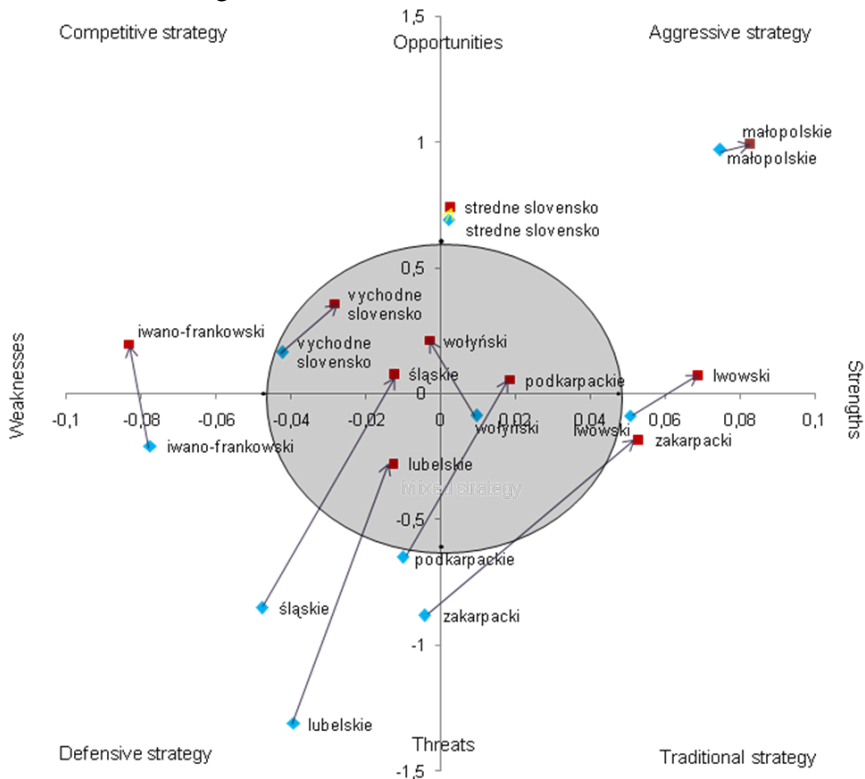 1,5
Competitive strategy
Opportunities
Aggressive strategy
1
małopolskie
małopolskie
stredne slovensko
stredne slovensko
0,5
vychodne
slovensko
iwano-frankowski
wołyński
vychodne
slovensko
śląskie
podkarpackie
lwowski
Weaknesses
Strengths
-0,1
-0,08
-0,06
-0,04
-0,02
0
0
0,02
0,04
0,06
0,08
0,1
wołyński
lwowski
zakarpacki
iwano-frankowski
lubelskie
Mixed strategy
-0,5
podkarpackie
śląskie
zakarpacki
-1
lubelskie
Defensive strategy
Threats
Traditional strategy
-1,5